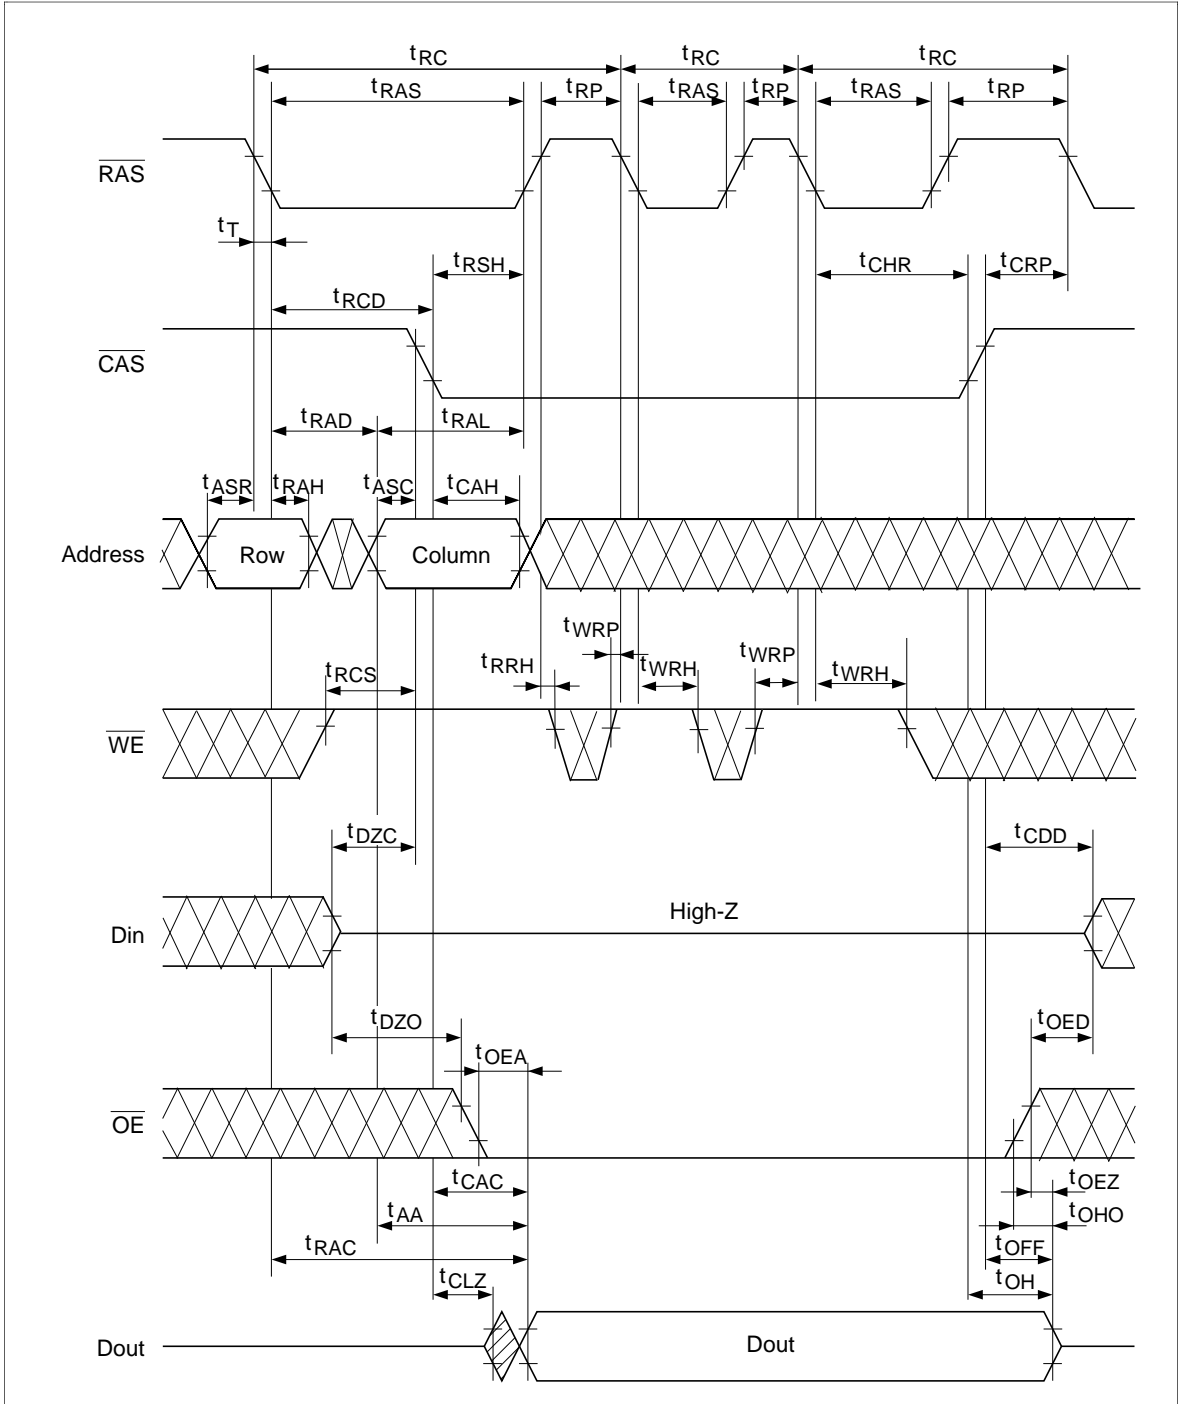 tRC tRC tRC
tRAS tRP tRAS tRP tRAS tRP
RAS
tT
tRSH tCHR tCRP
tRCD
CAS
tRAD tRAL
tASR tRAH tASC tCAH
Address Row Column
tWRP
tRRH tWRH tWRP tWRH
tRCS
WE
tDZC tCDD
High-Z
Din
tDZO tOED
tOEA
OE
tCAC tOEZ
tAA tOHO
tRAC tOFF
tCLZ tOH
Dout Dout